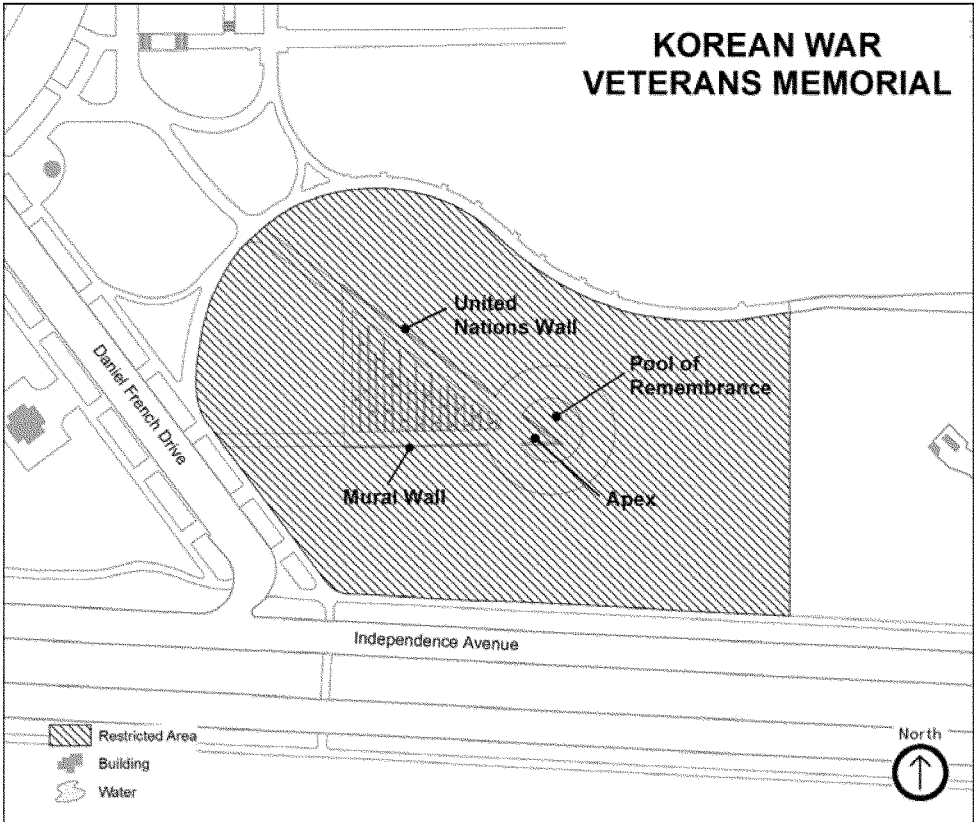 KOREAN WAR
VETERANS MEMORIAL
United
Nations Wall
Pool of
Remembrance
Daniel French Drive
Mural Wall
Apex
Independence Avenue
Restricted Area
Building
Water
North